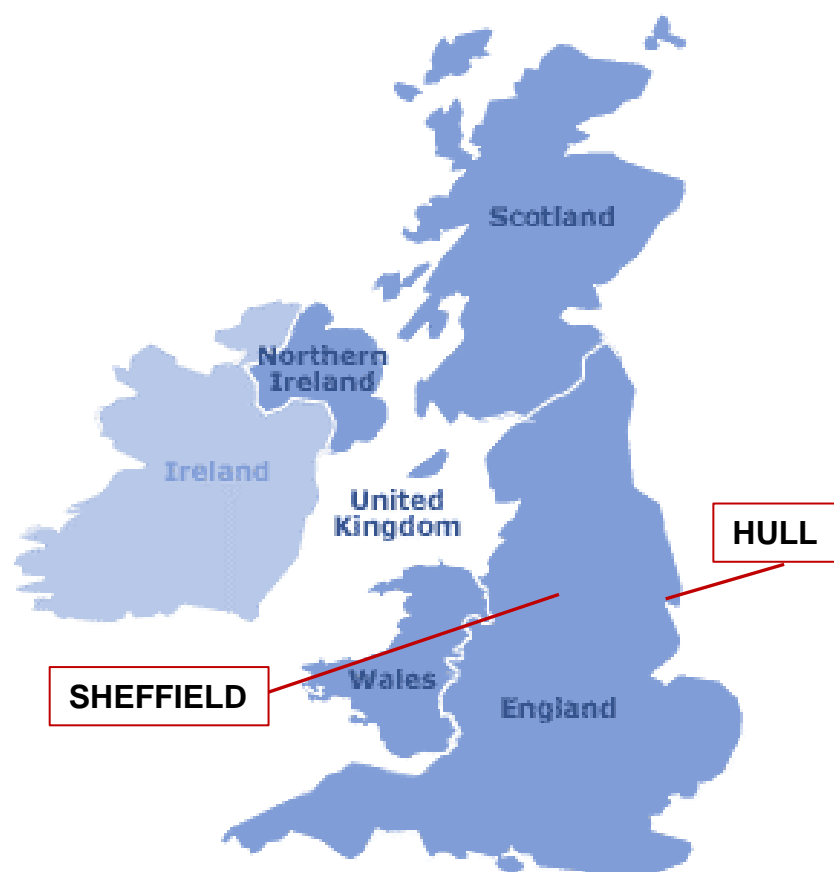 Scotland
Northern
Ireland
Ireland
United
Kingdom
HULL
SHEFFIELD
Wales
England